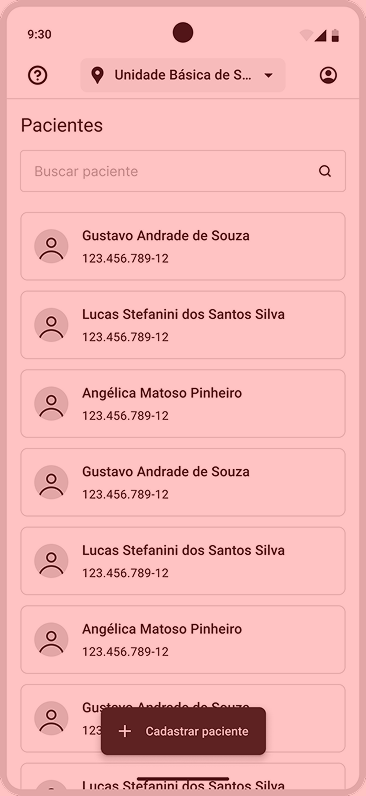 9:30
Unidade Básica de S...
Pacientes
Buscar paciente
Gustavo Andrade de Souza
123.456.789-12
Lucas Stefanini dos Santos Silva
123.456.789-12
Angélica Matoso Pinheiro
123.456.789-12
Gustavo Andrade de Souza
123.456.789-12
Lucas Stefanini dos Santos Silva
123.456.789-12
Angélica Matoso Pinheiro
123.456.789-12
Gustavo Andrade de Souza
123
Cadastrar paciente
Lucas Stefanini dos Santos Silva